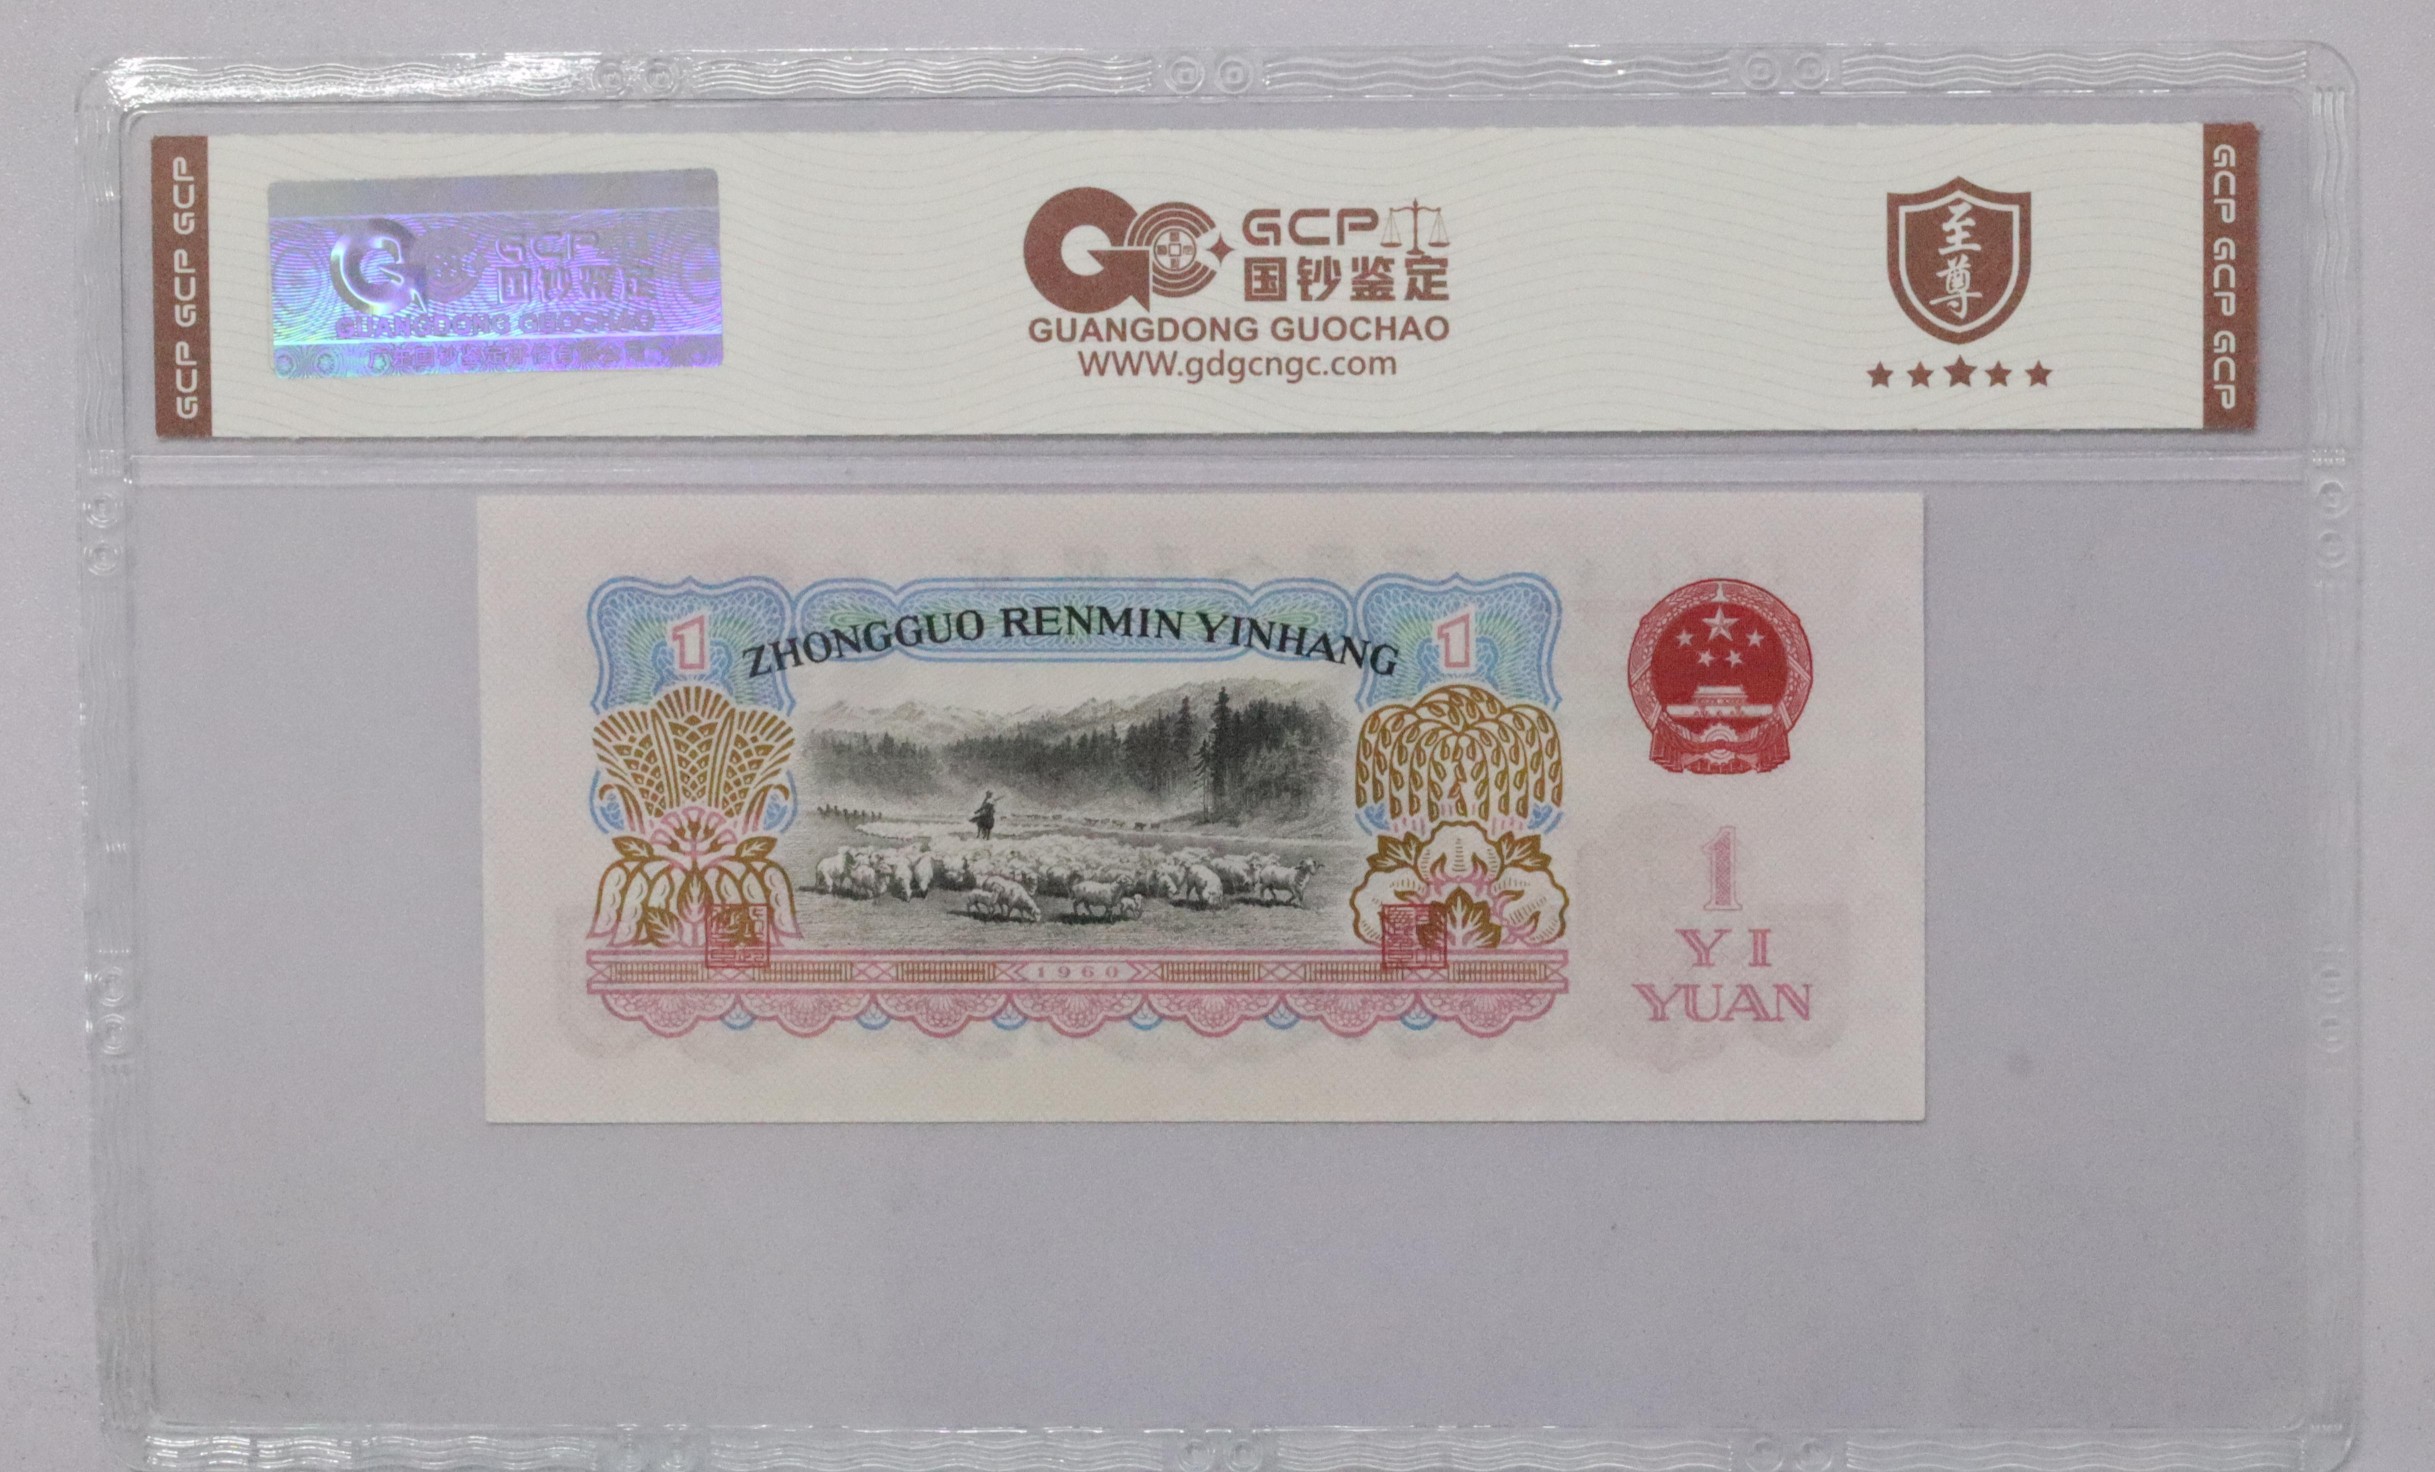 GCP GCP GCP
GCP
国钞鉴定
GUANGDONG GUOCHAO
GCP
国钞鉴定
GUANGDONG GUOCHAO
WWW.gdgcngc.com
至尊
GCP GCP GCP
ZHONGGUO RENMIN YINHANG
1
1
1960
1
YI
YUAN